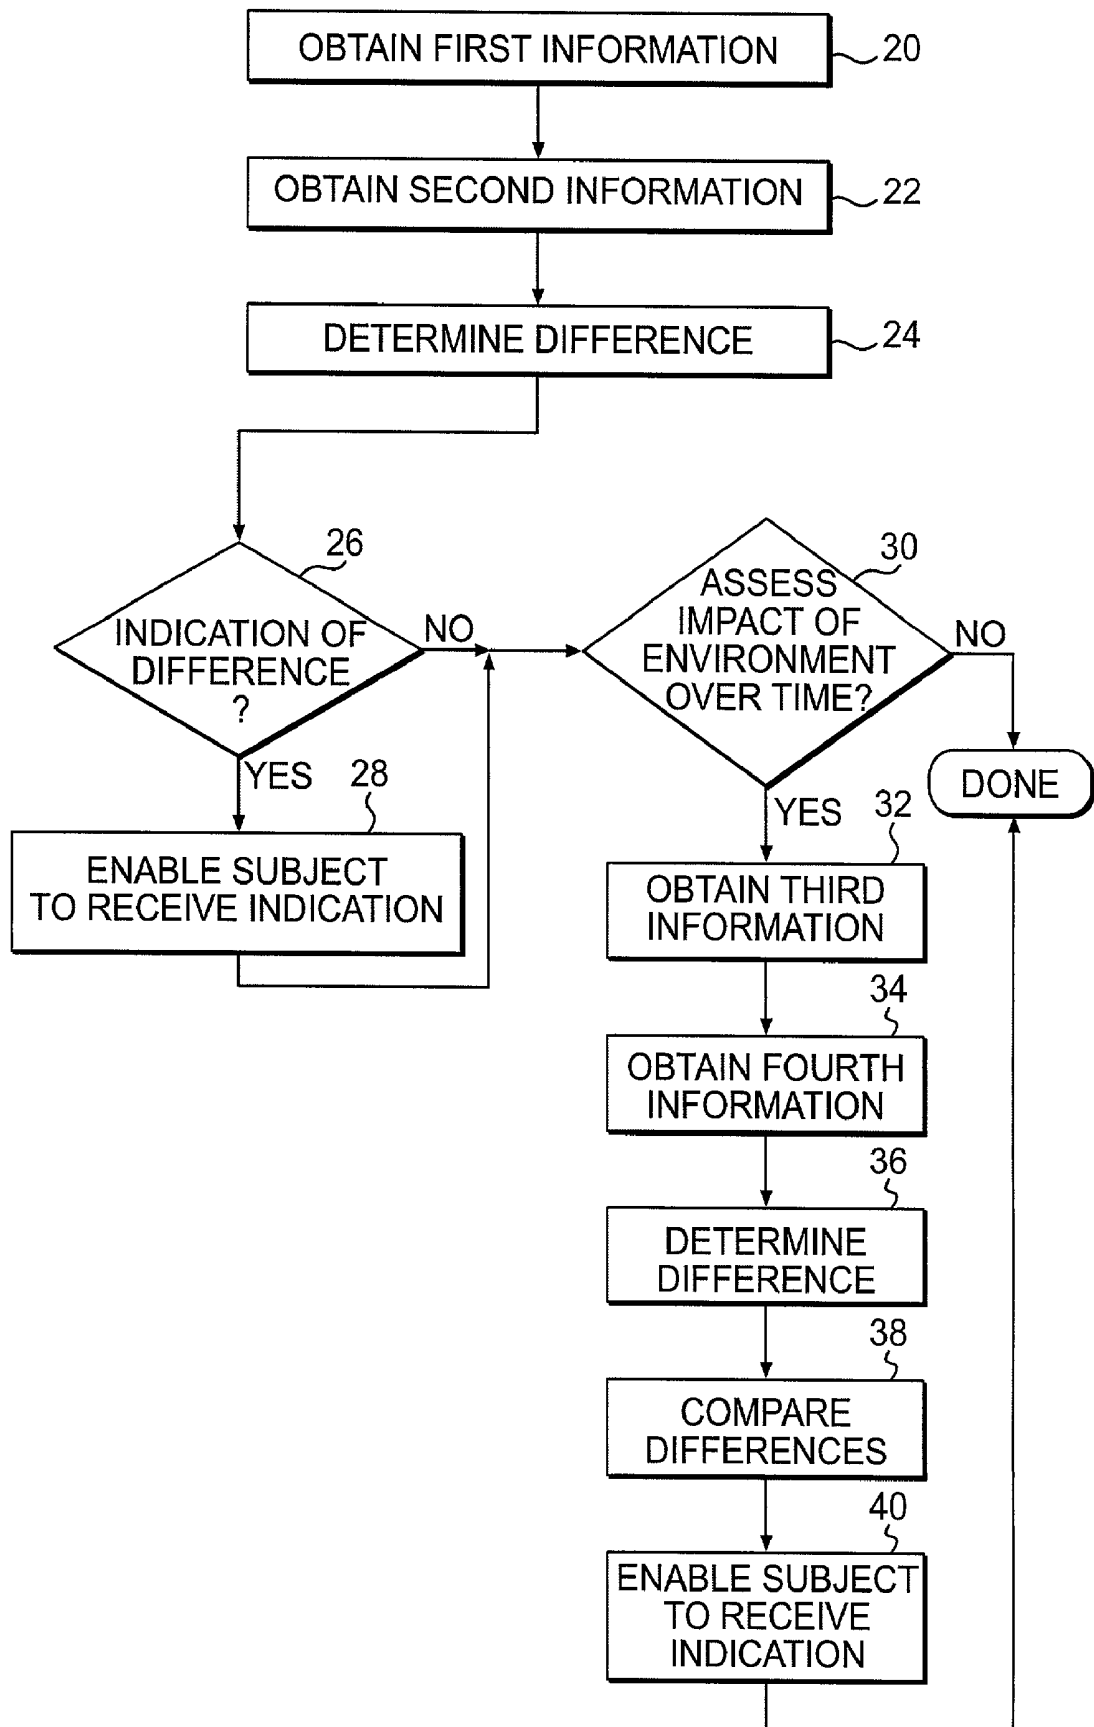 OBTAIN FIRST INFORMATION
20
OBTAIN SECOND INFORMATION
22
DETERMINE DIFFERENCE
24
26
INDICATION OF
DIFFERENCE
?
NO
YES
28
ENABLE SUBJECT
TO RECEIVE INDICATION
30
ASSESS
IMPACT OF
ENVIRONMENT
OVER TIME?
NO
DONE
YES
32
OBTAIN THIRD
INFORMATION
34
OBTAIN FOURTH
INFORMATION
36
DETERMINE
DIFFERENCE
38
COMPARE
DIFFERENCES
40
ENABLE SUBJECT
TO RECEIVE
INDICATION